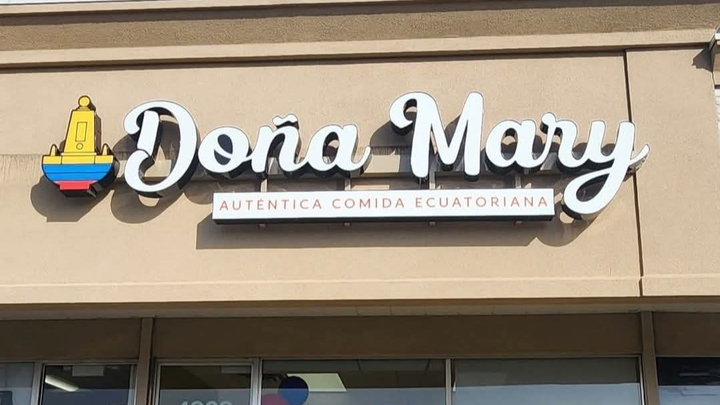 Doña Mary
AUTÉNTICA COMIDA ECUATORIANA